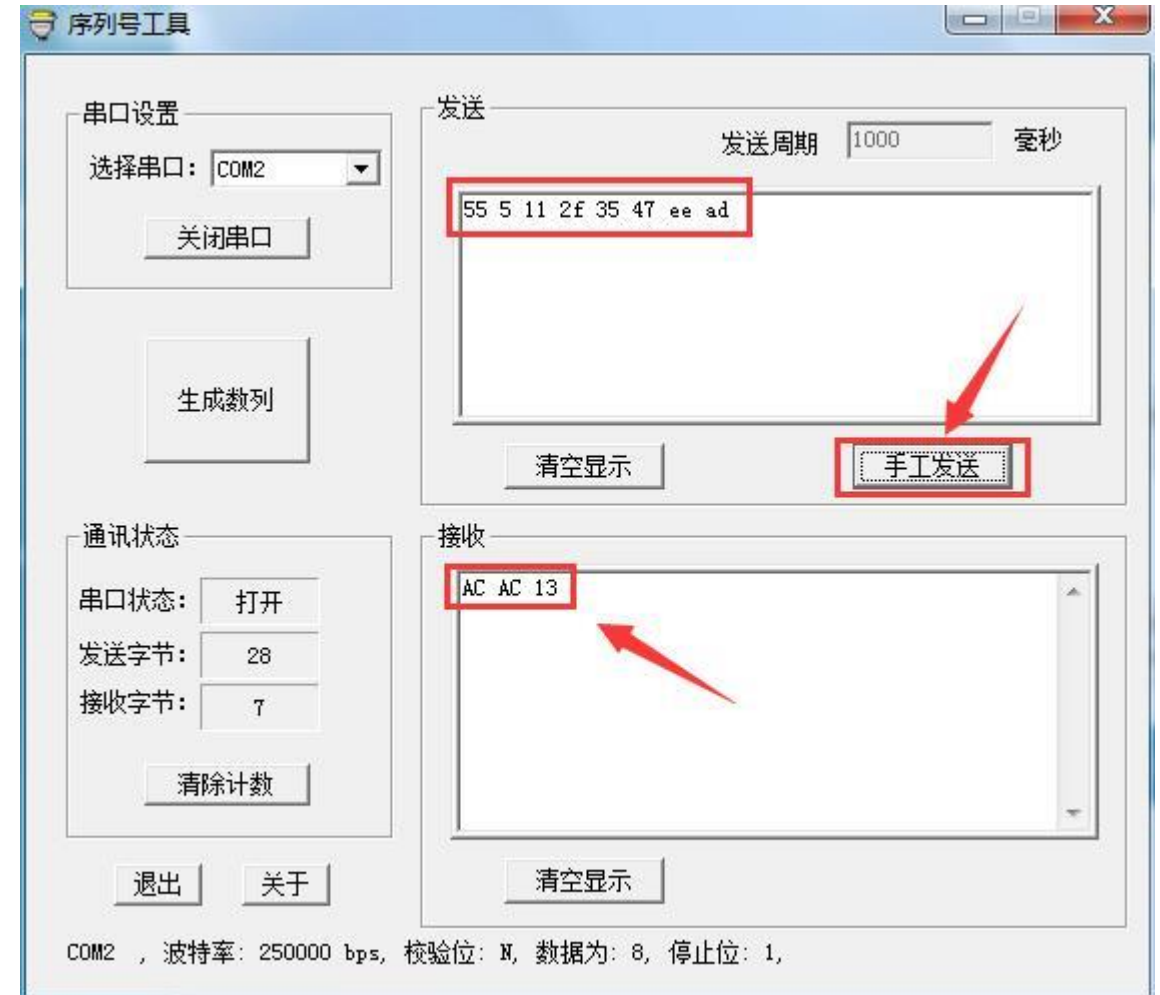 序列号工具
串口设置
选择串口: COM2
关闭串口
生成数列
发送
发送周期 1000 毫秒
55 5 11 2f 35 47 ee ad
清空显示 手工发送
通讯状态
串口状态: 打开
发送字节: 28
接收字节: 7
清除计数
退出 关于
接收
AC AC 13
清空显示
COM2 , 波特率: 250000 bps, 校验位: N, 数据为: 8, 停止位: 1,